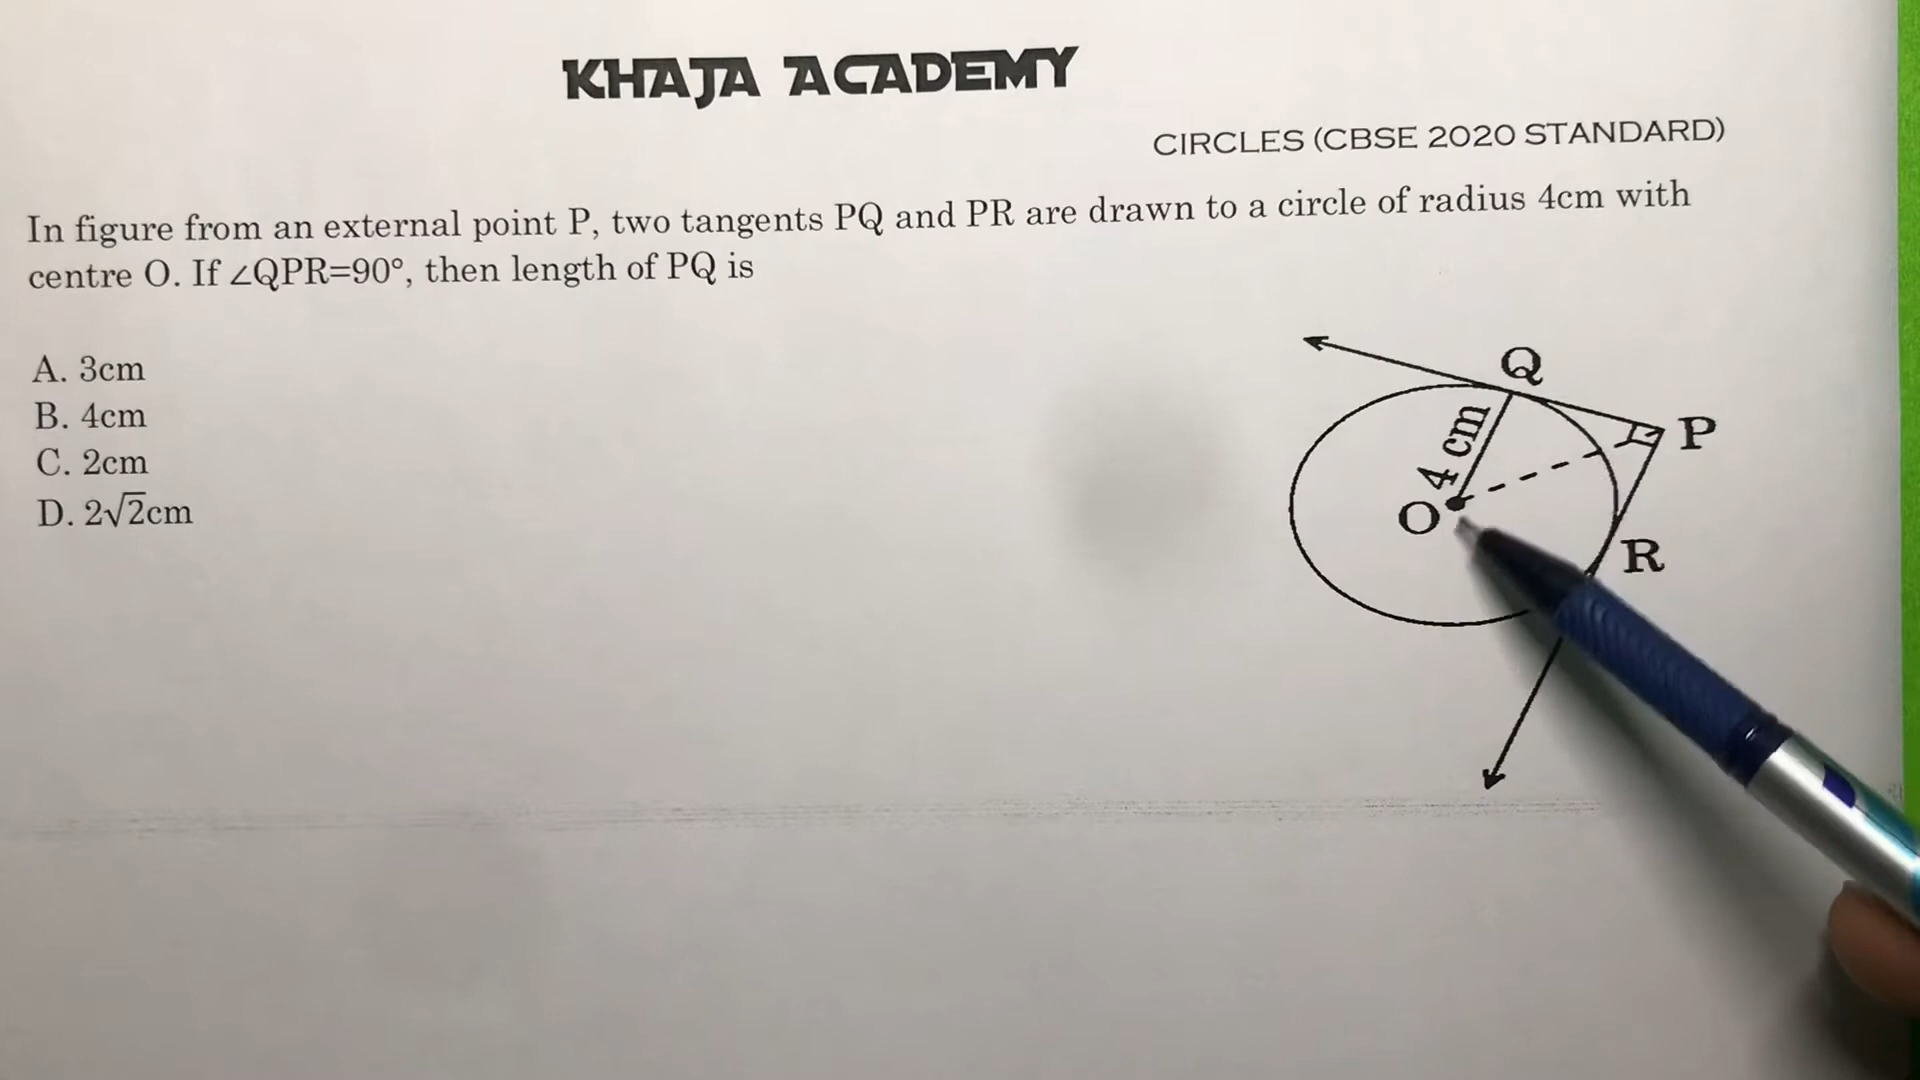 KHAJA ACADEMY
CIRCLES (CBSE 2020 STANDARD)
In figure from an external point P, two tangents PQ and PR are drawn to a circle of radius 4cm with
centre O. If ∠QPR=90°, then length of PQ is
A. 3cm
B. 4cm
C. 2cm
D. 2√2cm
Q
P
4 cm
O
R